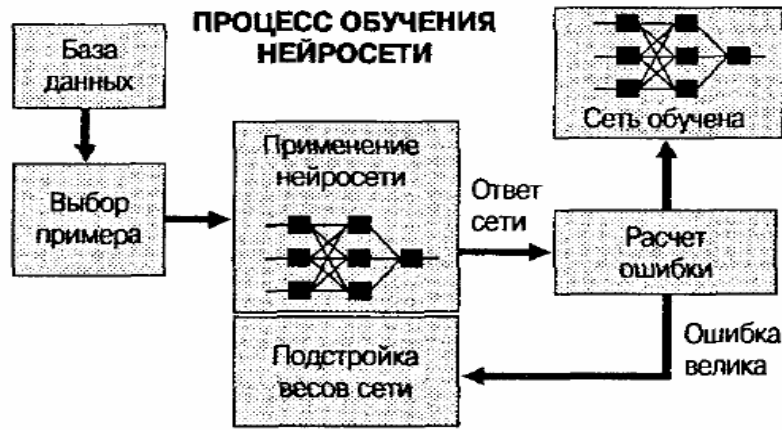 ПРОЦЕСС ОБУЧЕНИЯ
НЕЙРОСЕТИ
База
данных
Выбор
примера
Применение
нейросети
Ответ
сети
Расчет
ошибки
Сеть обучена
Ошибка
велика
Подстройка
весов сети